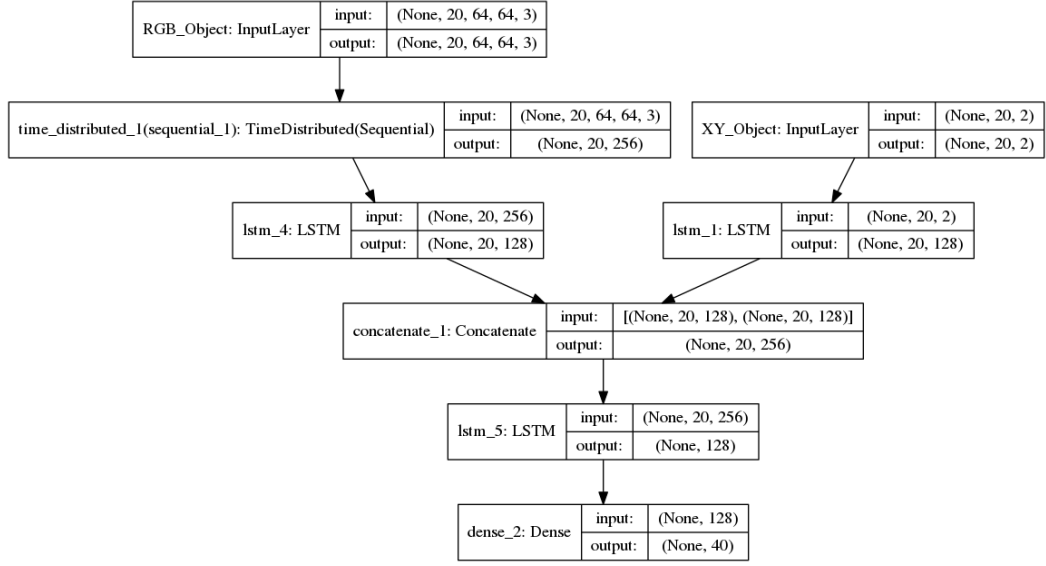 RGB_Object: InputLayer
input: (None, 20, 64, 64, 3)
output: (None, 20, 64, 64, 3)
time_distributed_1(sequential_1): TimeDistributed(Sequential)
input: (None, 20, 64, 64, 3)
output: (None, 20, 256)
XY_Object: InputLayer
input: (None, 20, 2)
output: (None, 20, 2)
lstm_4: LSTM
input: (None, 20, 256)
output: (None, 20, 128)
lstm_1: LSTM
input: (None, 20, 2)
output: (None, 20, 128)
concatenate_1: Concatenate
input: [(None, 20, 128), (None, 20, 128)]
output: (None, 20, 256)
lstm_5: LSTM
input: (None, 20, 256)
output: (None, 128)
dense_2: Dense
input: (None, 128)
output: (None, 40)